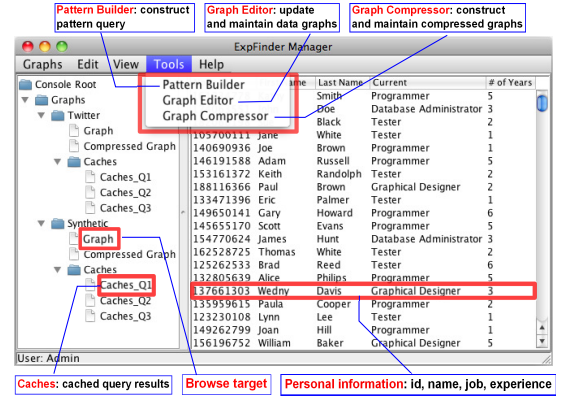 Pattern Builder: construct pattern query
Graph Editor: update and maintain data graphs
Graph Compressor: construct and maintain compressed graphs
ExpFinder Manager
Graphs Edit View Tools Help
Pattern Builder
Graph Editor
Graph Compressor
Console Root
Graphs
Twitter
Graph
Compressed Graph
Caches
Caches_Q1
Caches_Q2
Caches_Q3
Synthetic
Graph
Compressed Graph
Caches
Caches_Q1
Caches_Q2
Caches_Q3
Last Name Current # of Years
Smith Programmer 5
Doe Database Administrator 3
Black Tester 2
105700111 Jane White Tester 1
140690936 Joe Brown Programmer 1
146191588 Adam Russell Programmer 5
153161372 Keith Randolph Tester 2
188116366 Paul Brown Graphical Designer 2
133471396 Eric Palmer Tester 1
149650141 Gary Howard Programmer 6
145655170 Scott Evans Programmer 5
154770624 James Hunt Database Administrator 3
162528725 Thomas White Tester 2
125262533 Brad Reed Tester 6
132805639 Alice Philips Programmer 3
137661303 Wedny Davis Graphical Designer 3
135959615 Paula Cooper Programmer 2
123230108 Lynn Lee Tester 1
149262799 Joan Hill Programmer 1
156196752 William Baker Graphical Designer 5
User: Admin
Caches: cached query results
Browse target
Personal information: id, name, job, experience